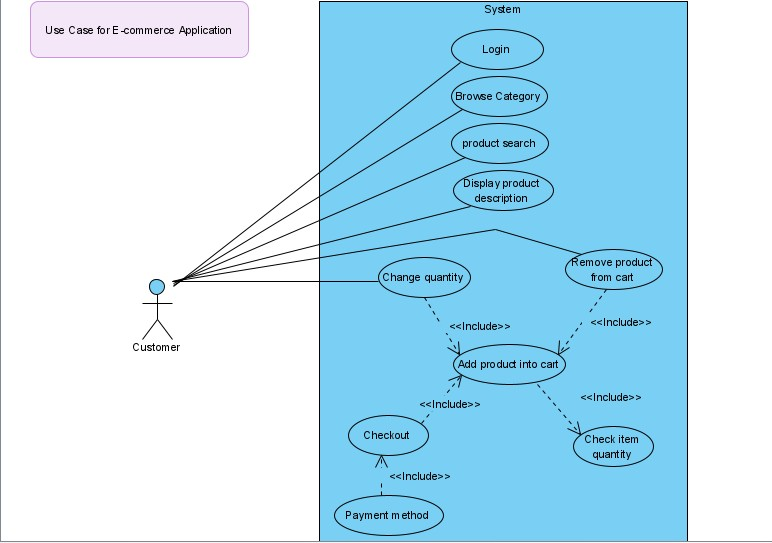 System
Use Case for E-commerce Application
Login
Browse Category
product search
Display product
description
Remove product
from cart
Change quantity
<<Include>>
<<Include>>
Customer
Add product into cart
<<Include>>
<<Include>>
Checkout
Check item
quantity
<<Include>>
Payment method